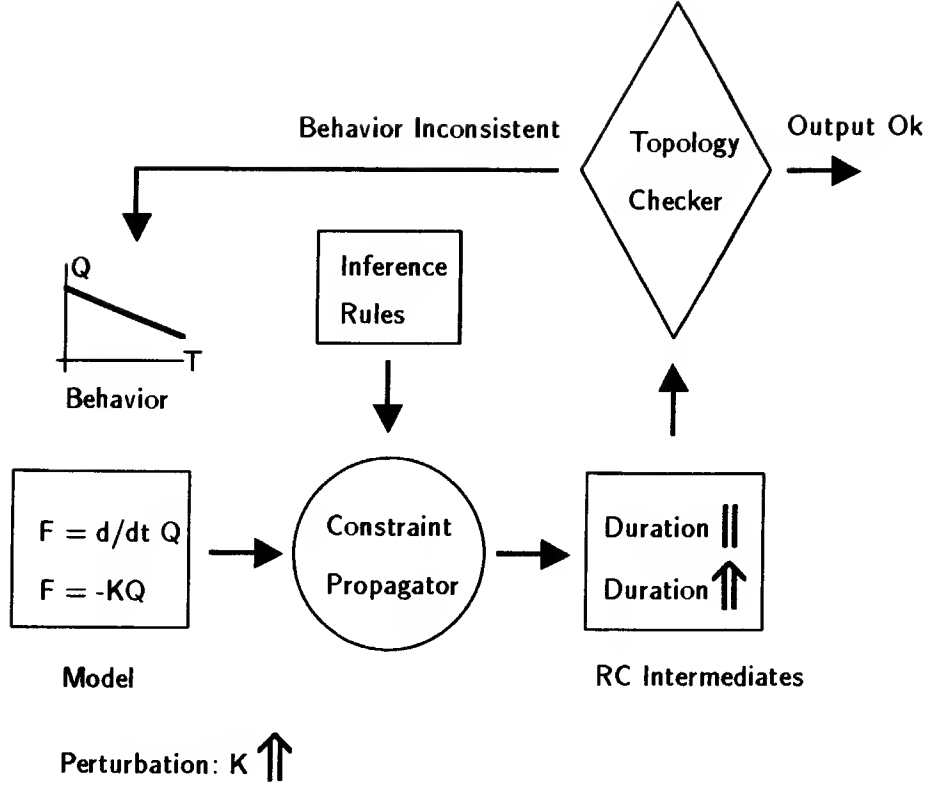 Behavior Inconsistent
Topology
Checker
Output Ok
Q
T
Behavior
Inference
Rules
F = d/dt Q
F = -KQ
Model
Constraint
Propagator
Duration ||
Duration ⇑
RC Intermediates
Perturbation: K ⇑